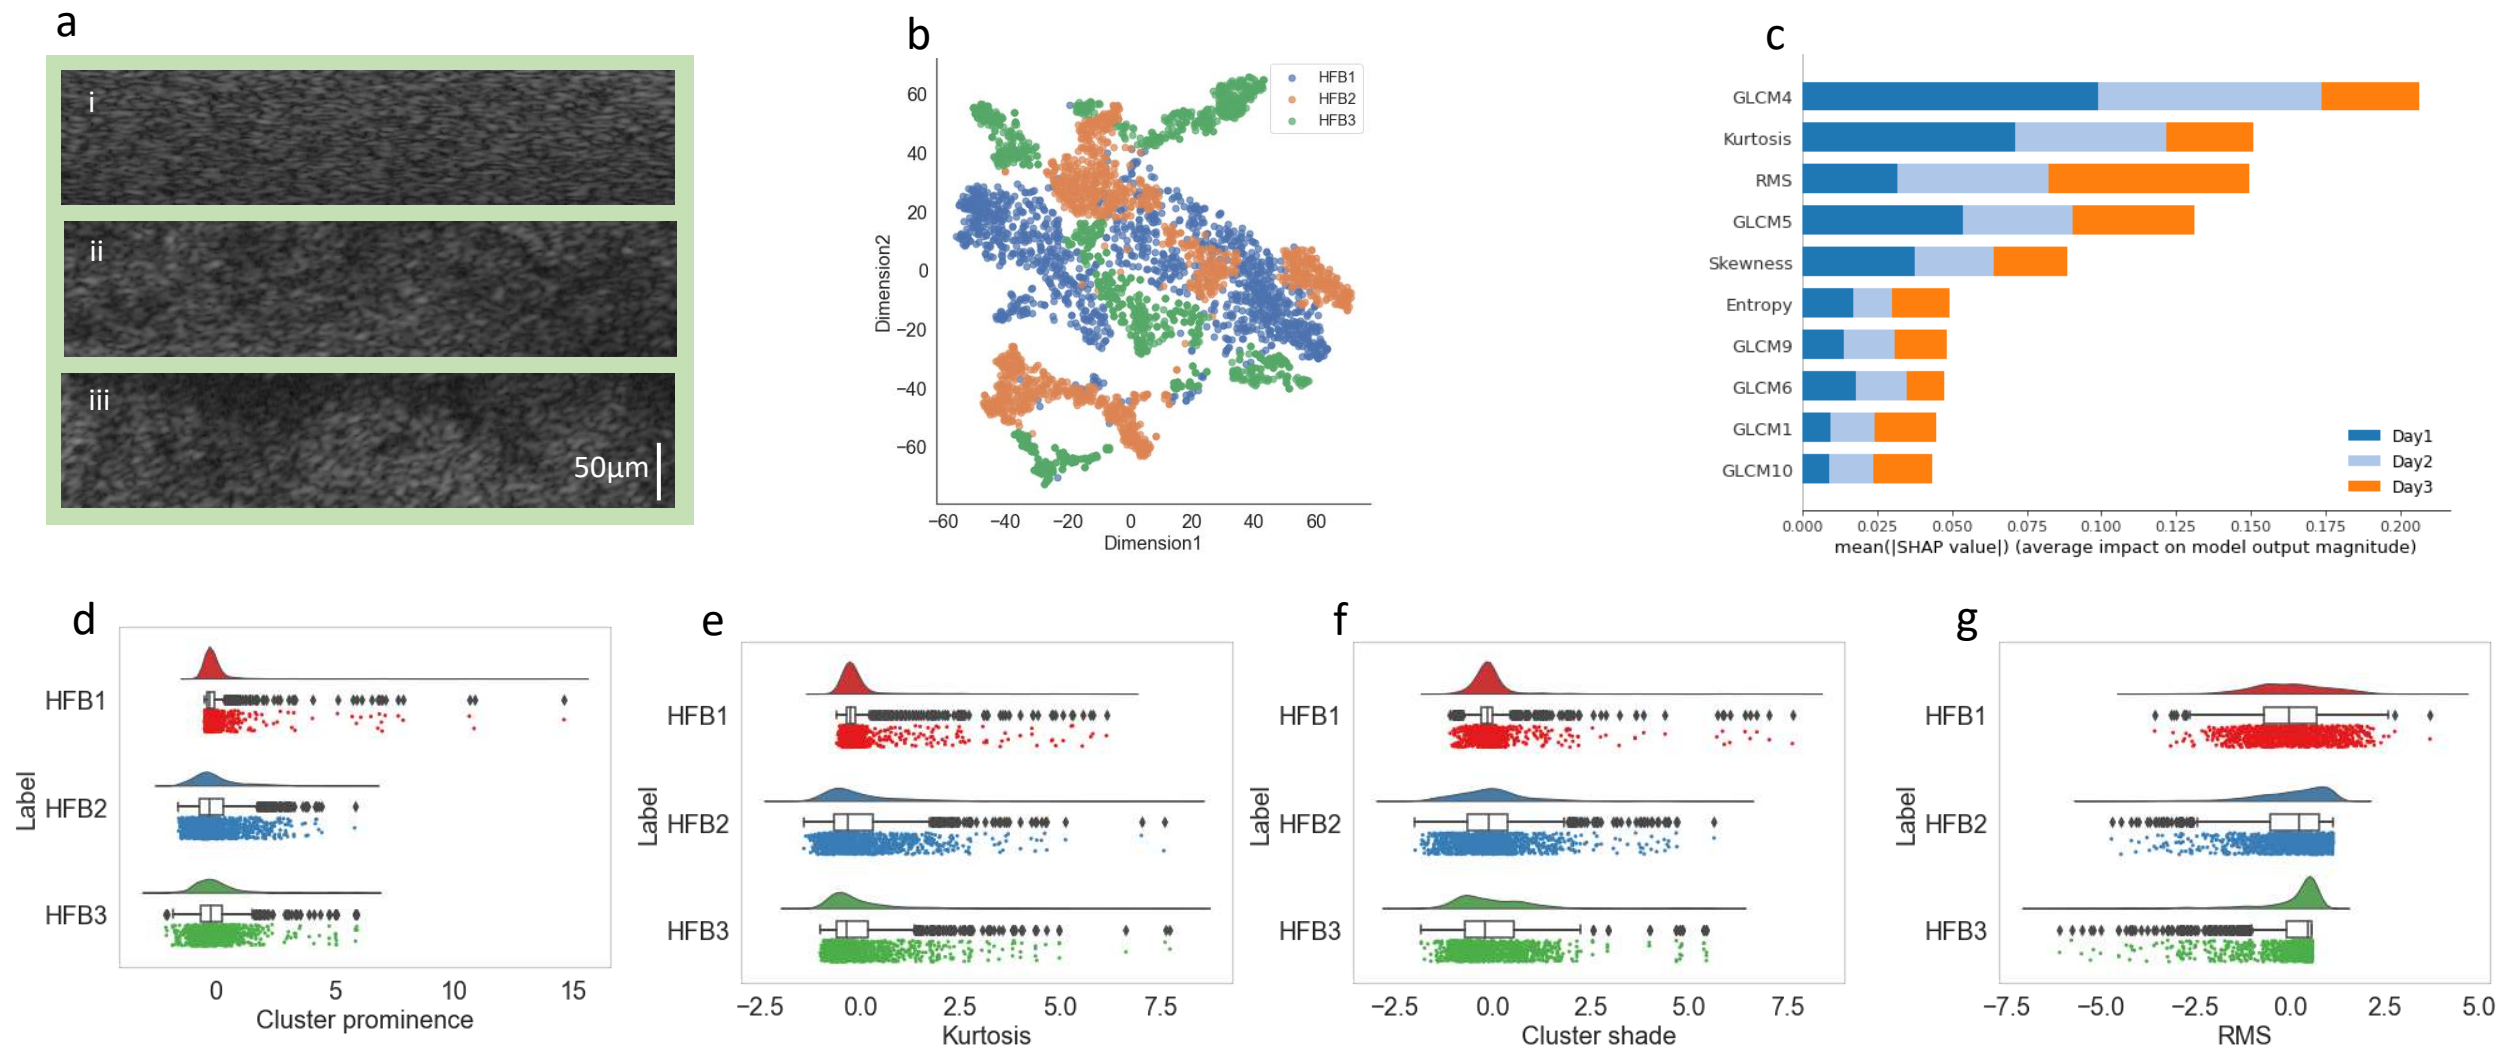 a
i
ii
iii
50μm
b
HFB1
HFB2
HFB3
60
40
20
0
−20
−40
−60
Dimension2
−60 −40 −20 0 20 40 60
Dimension1
c
GLCM4
Kurtosis
RMS
GLCM5
Skewness
Entropy
GLCM9
GLCM6
GLCM1
GLCM10
Day1
Day2
Day3
0.000 0.025 0.050 0.075 0.100 0.125 0.150 0.175 0.200
mean(|SHAP value|) (average impact on model output magnitude)
d
HFB1
HFB2
HFB3
Label
0 5 10 15
Cluster prominence
e
HFB1
HFB2
HFB3
Label
−2.5 0.0 2.5 5.0 7.5
Kurtosis
f
HFB1
HFB2
HFB3
Label
−2.5 0.0 2.5 5.0 7.5
Cluster shade
g
HFB1
HFB2
HFB3
Label
−7.5 −5.0 −2.5 0.0 2.5 5.0
RMS